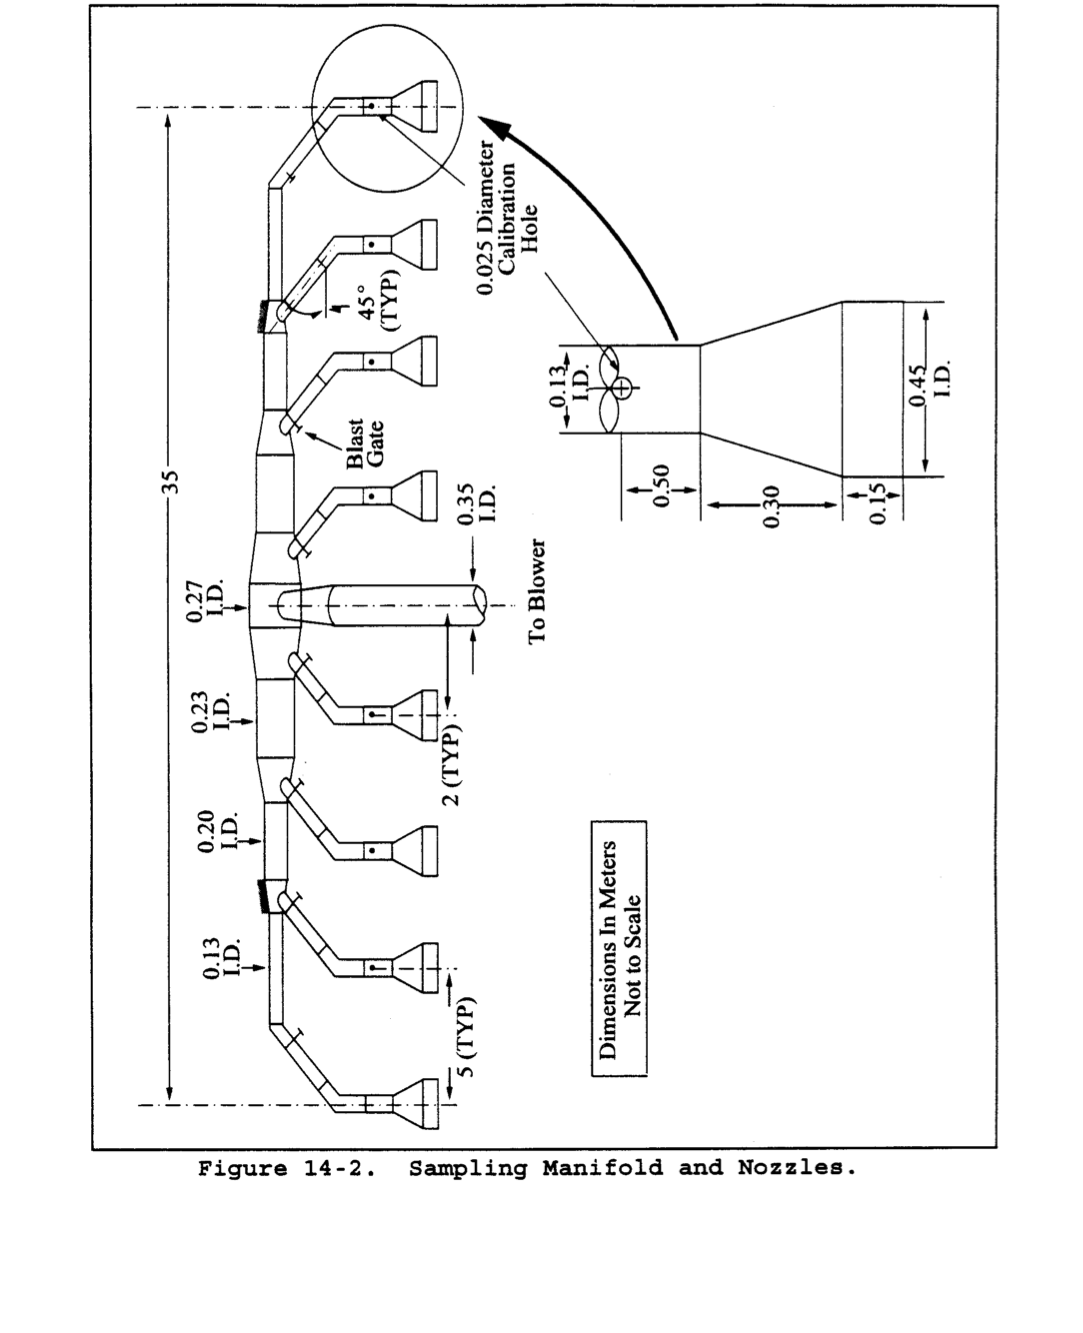 35
0.13
I.D.
0.20
I.D.
0.23
I.D.
0.27
I.D.
45°
(TYP)
Blast
Gate
0.35
I.D.
To Blower
2 (TYP)
5 (TYP)
0.025 Diameter
Calibration
Hole
0.13
I.D.
0.50
0.30
0.15
0.45
I.D.
Dimensions In Meters
Not to Scale
Figure 14-2. Sampling Manifold and Nozzles.